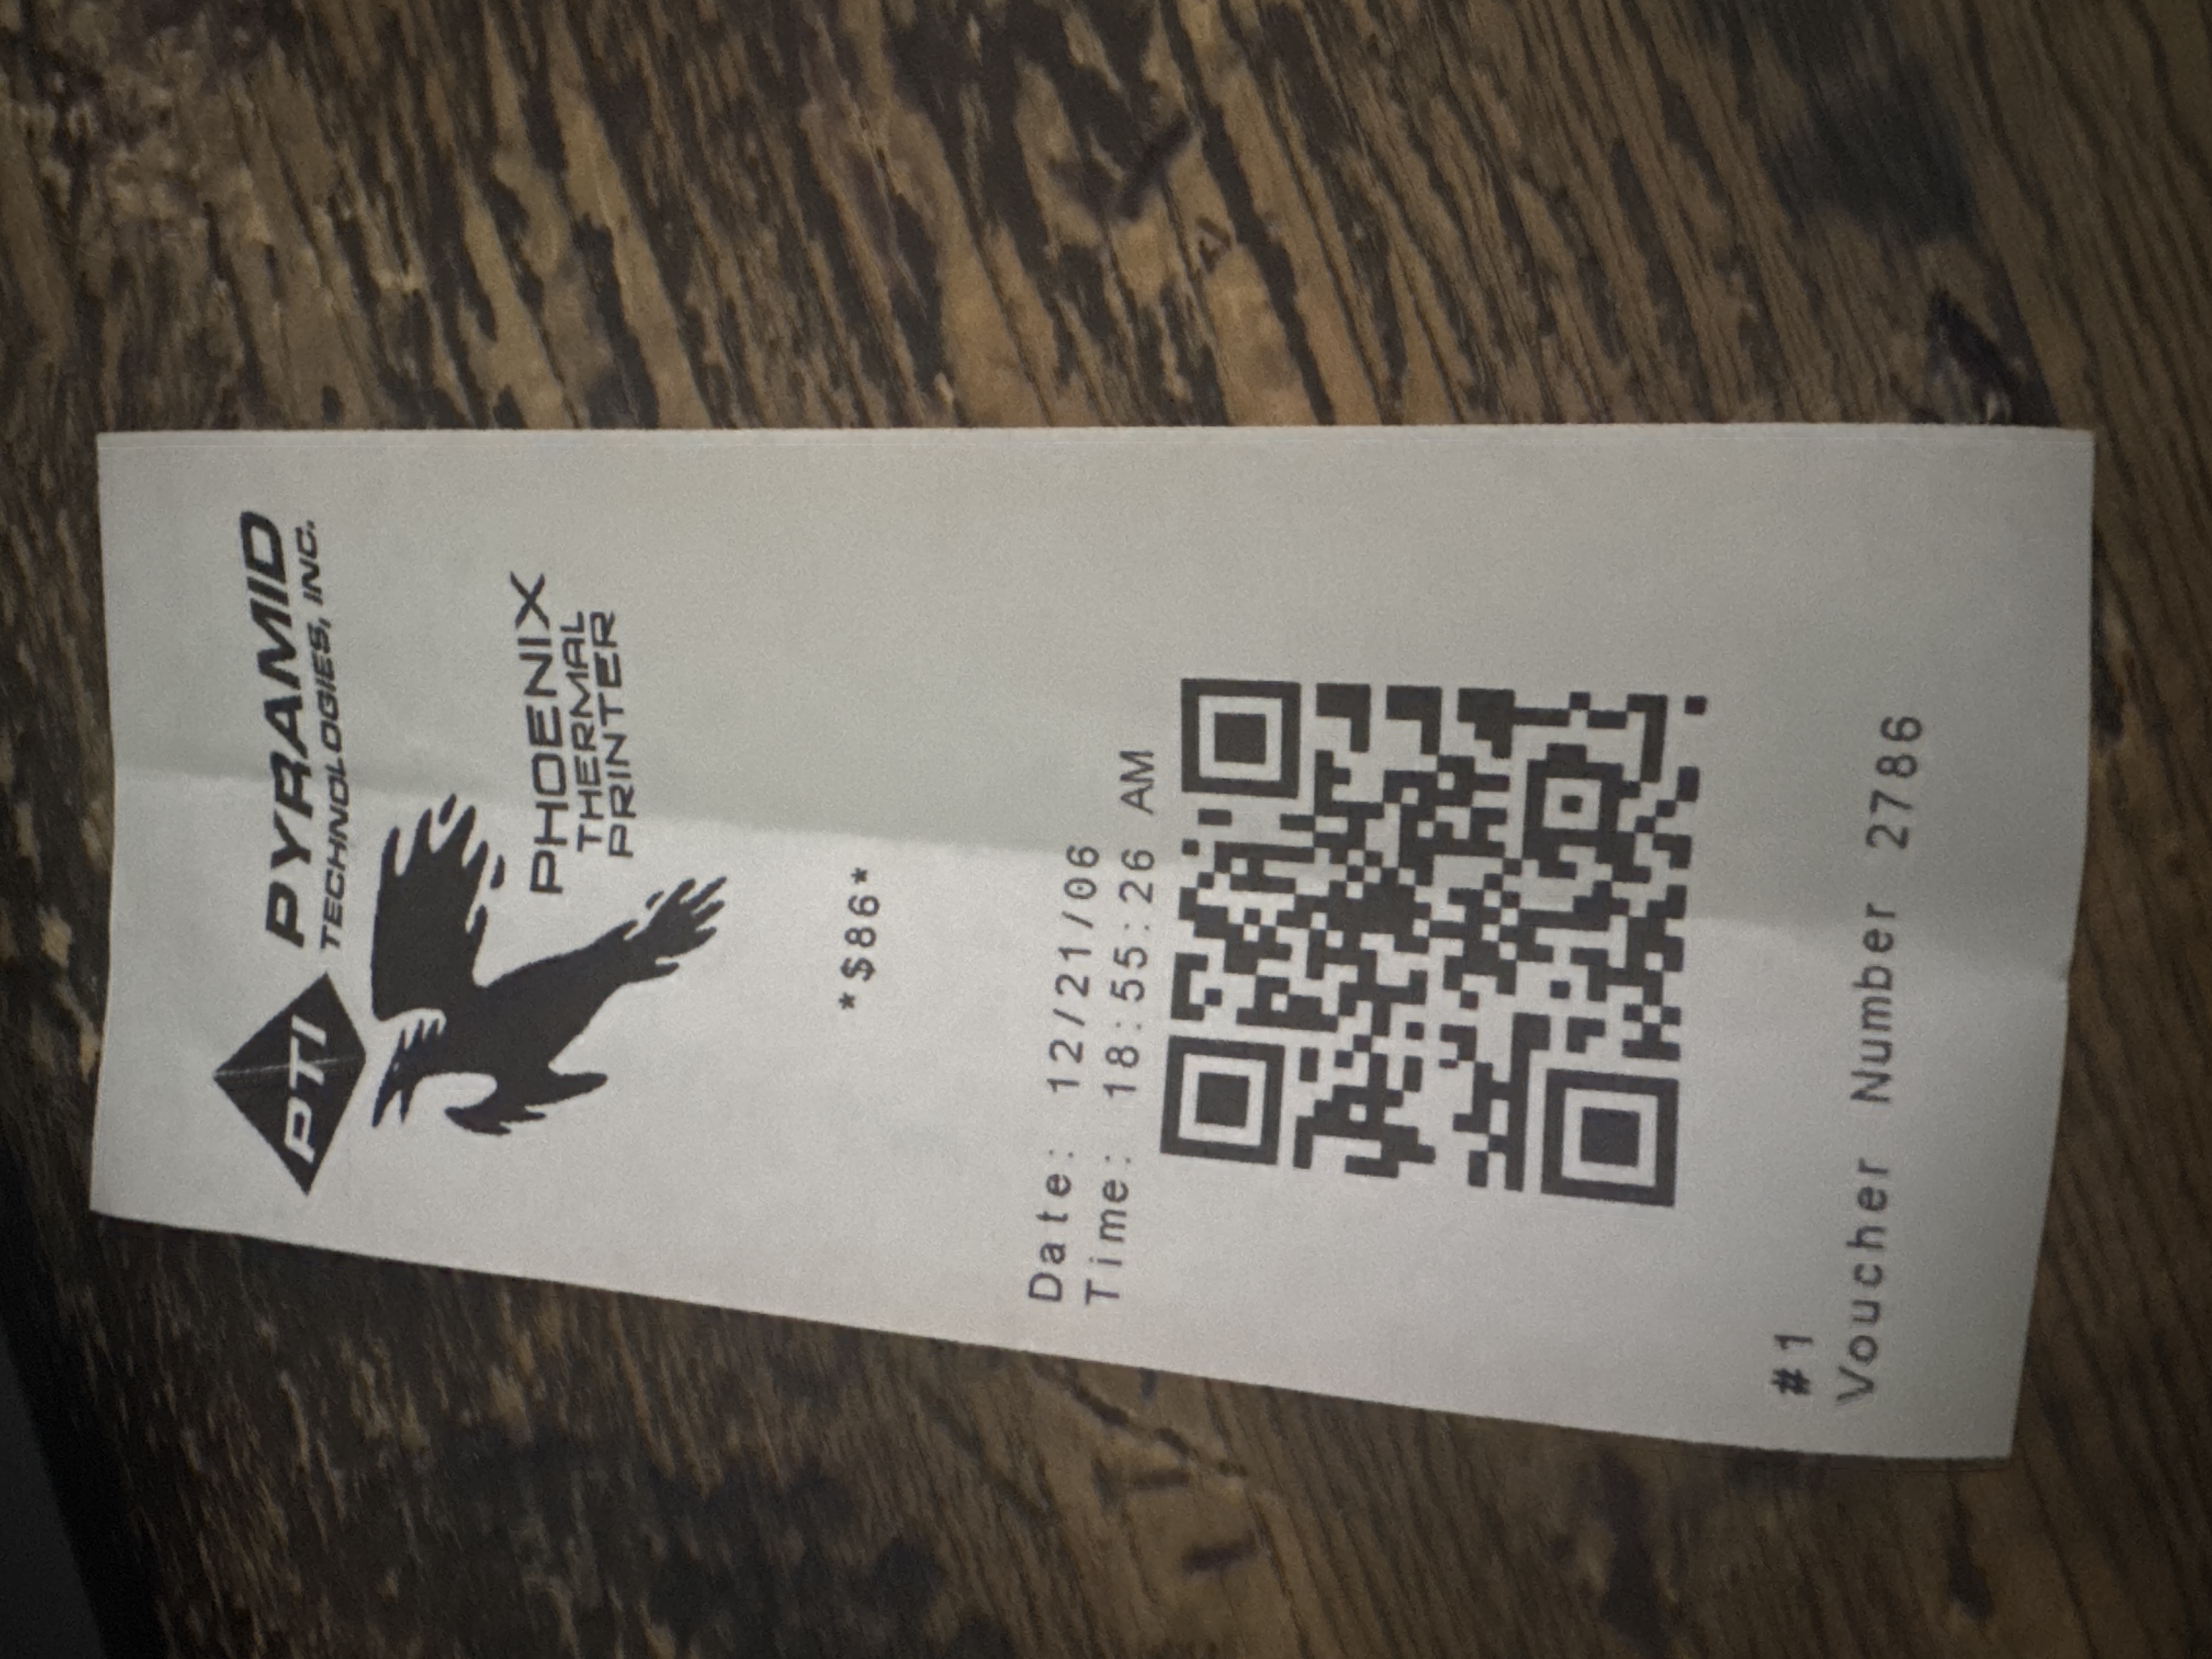 PTI
PYRAMID
TECHNOLOGIES, INC.
PHOENIX
THERMAL
PRINTER
*$86*
Date: 12/21/06
Time: 18:55:26 AM
#1
Voucher Number 2786